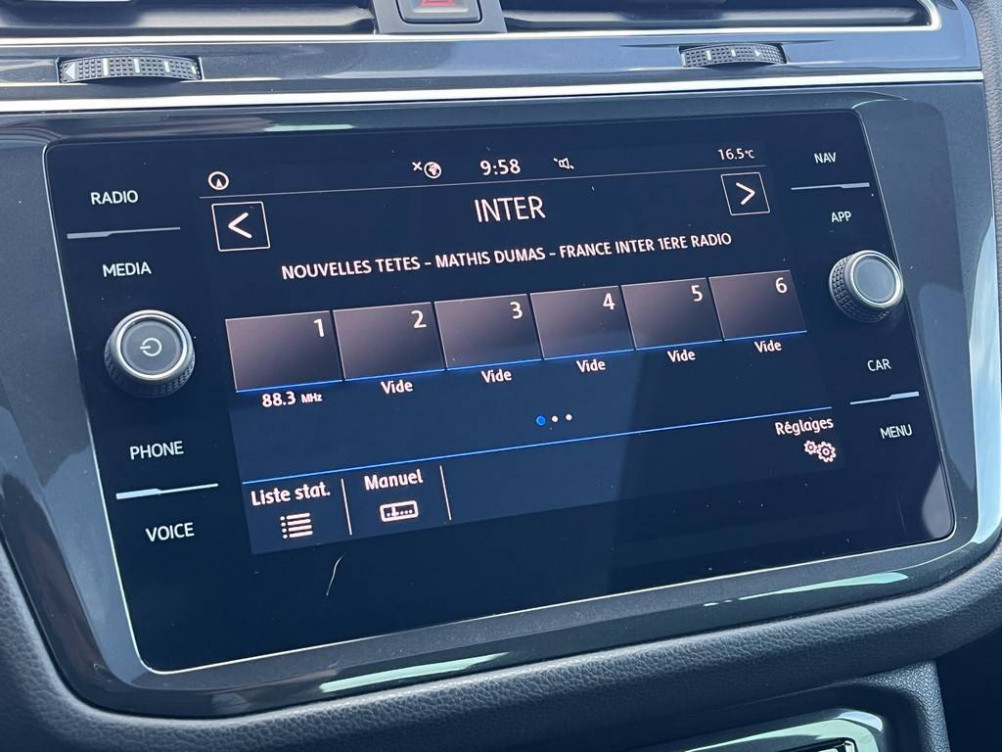 RADIO
MEDIA
PHONE
VOICE
9:58
16.5°C
INTER
<
>
NOUVELLES TETES - MATHIS DUMAS - FRANCE INTER 1ERE RADIO
1
2
3
4
5
6
88.3 MHz
Vide
Vide
Vide
Vide
Vide
Réglages
Liste stat.
Manuel
NAV
APP
CAR
MENU